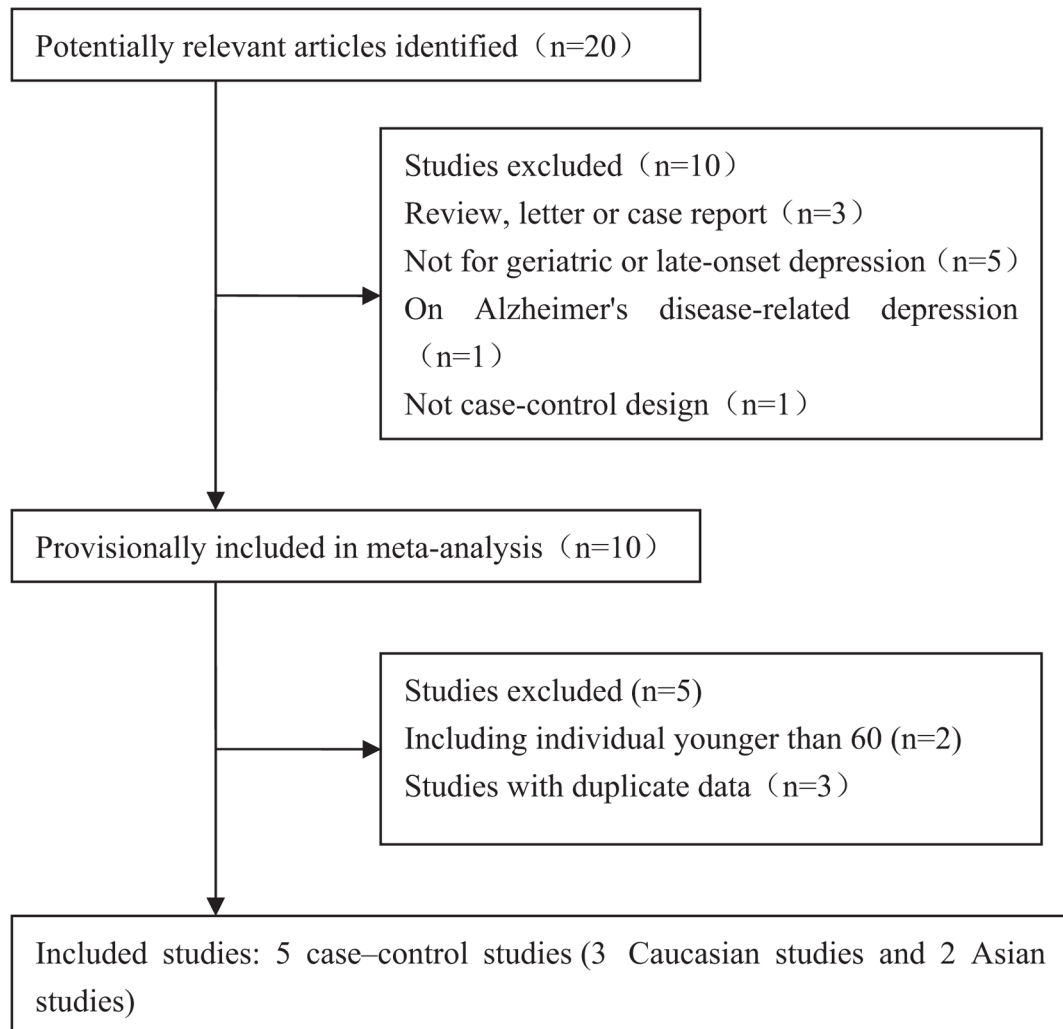 Potentially relevant articles identified（n=20）
Studies excluded（n=10）
Review, letter or case report（n=3）
Not for geriatric or late-onset depression（n=5）
On Alzheimer's disease-related depression
（n=1）
Not case-control design（n=1）
Provisionally included in meta-analysis（n=10）
Studies excluded (n=5)
Including individual younger than 60 (n=2)
Studies with duplicate data（n=3）
Included studies: 5 case–control studies (3 Caucasian studies and 2 Asian
studies)